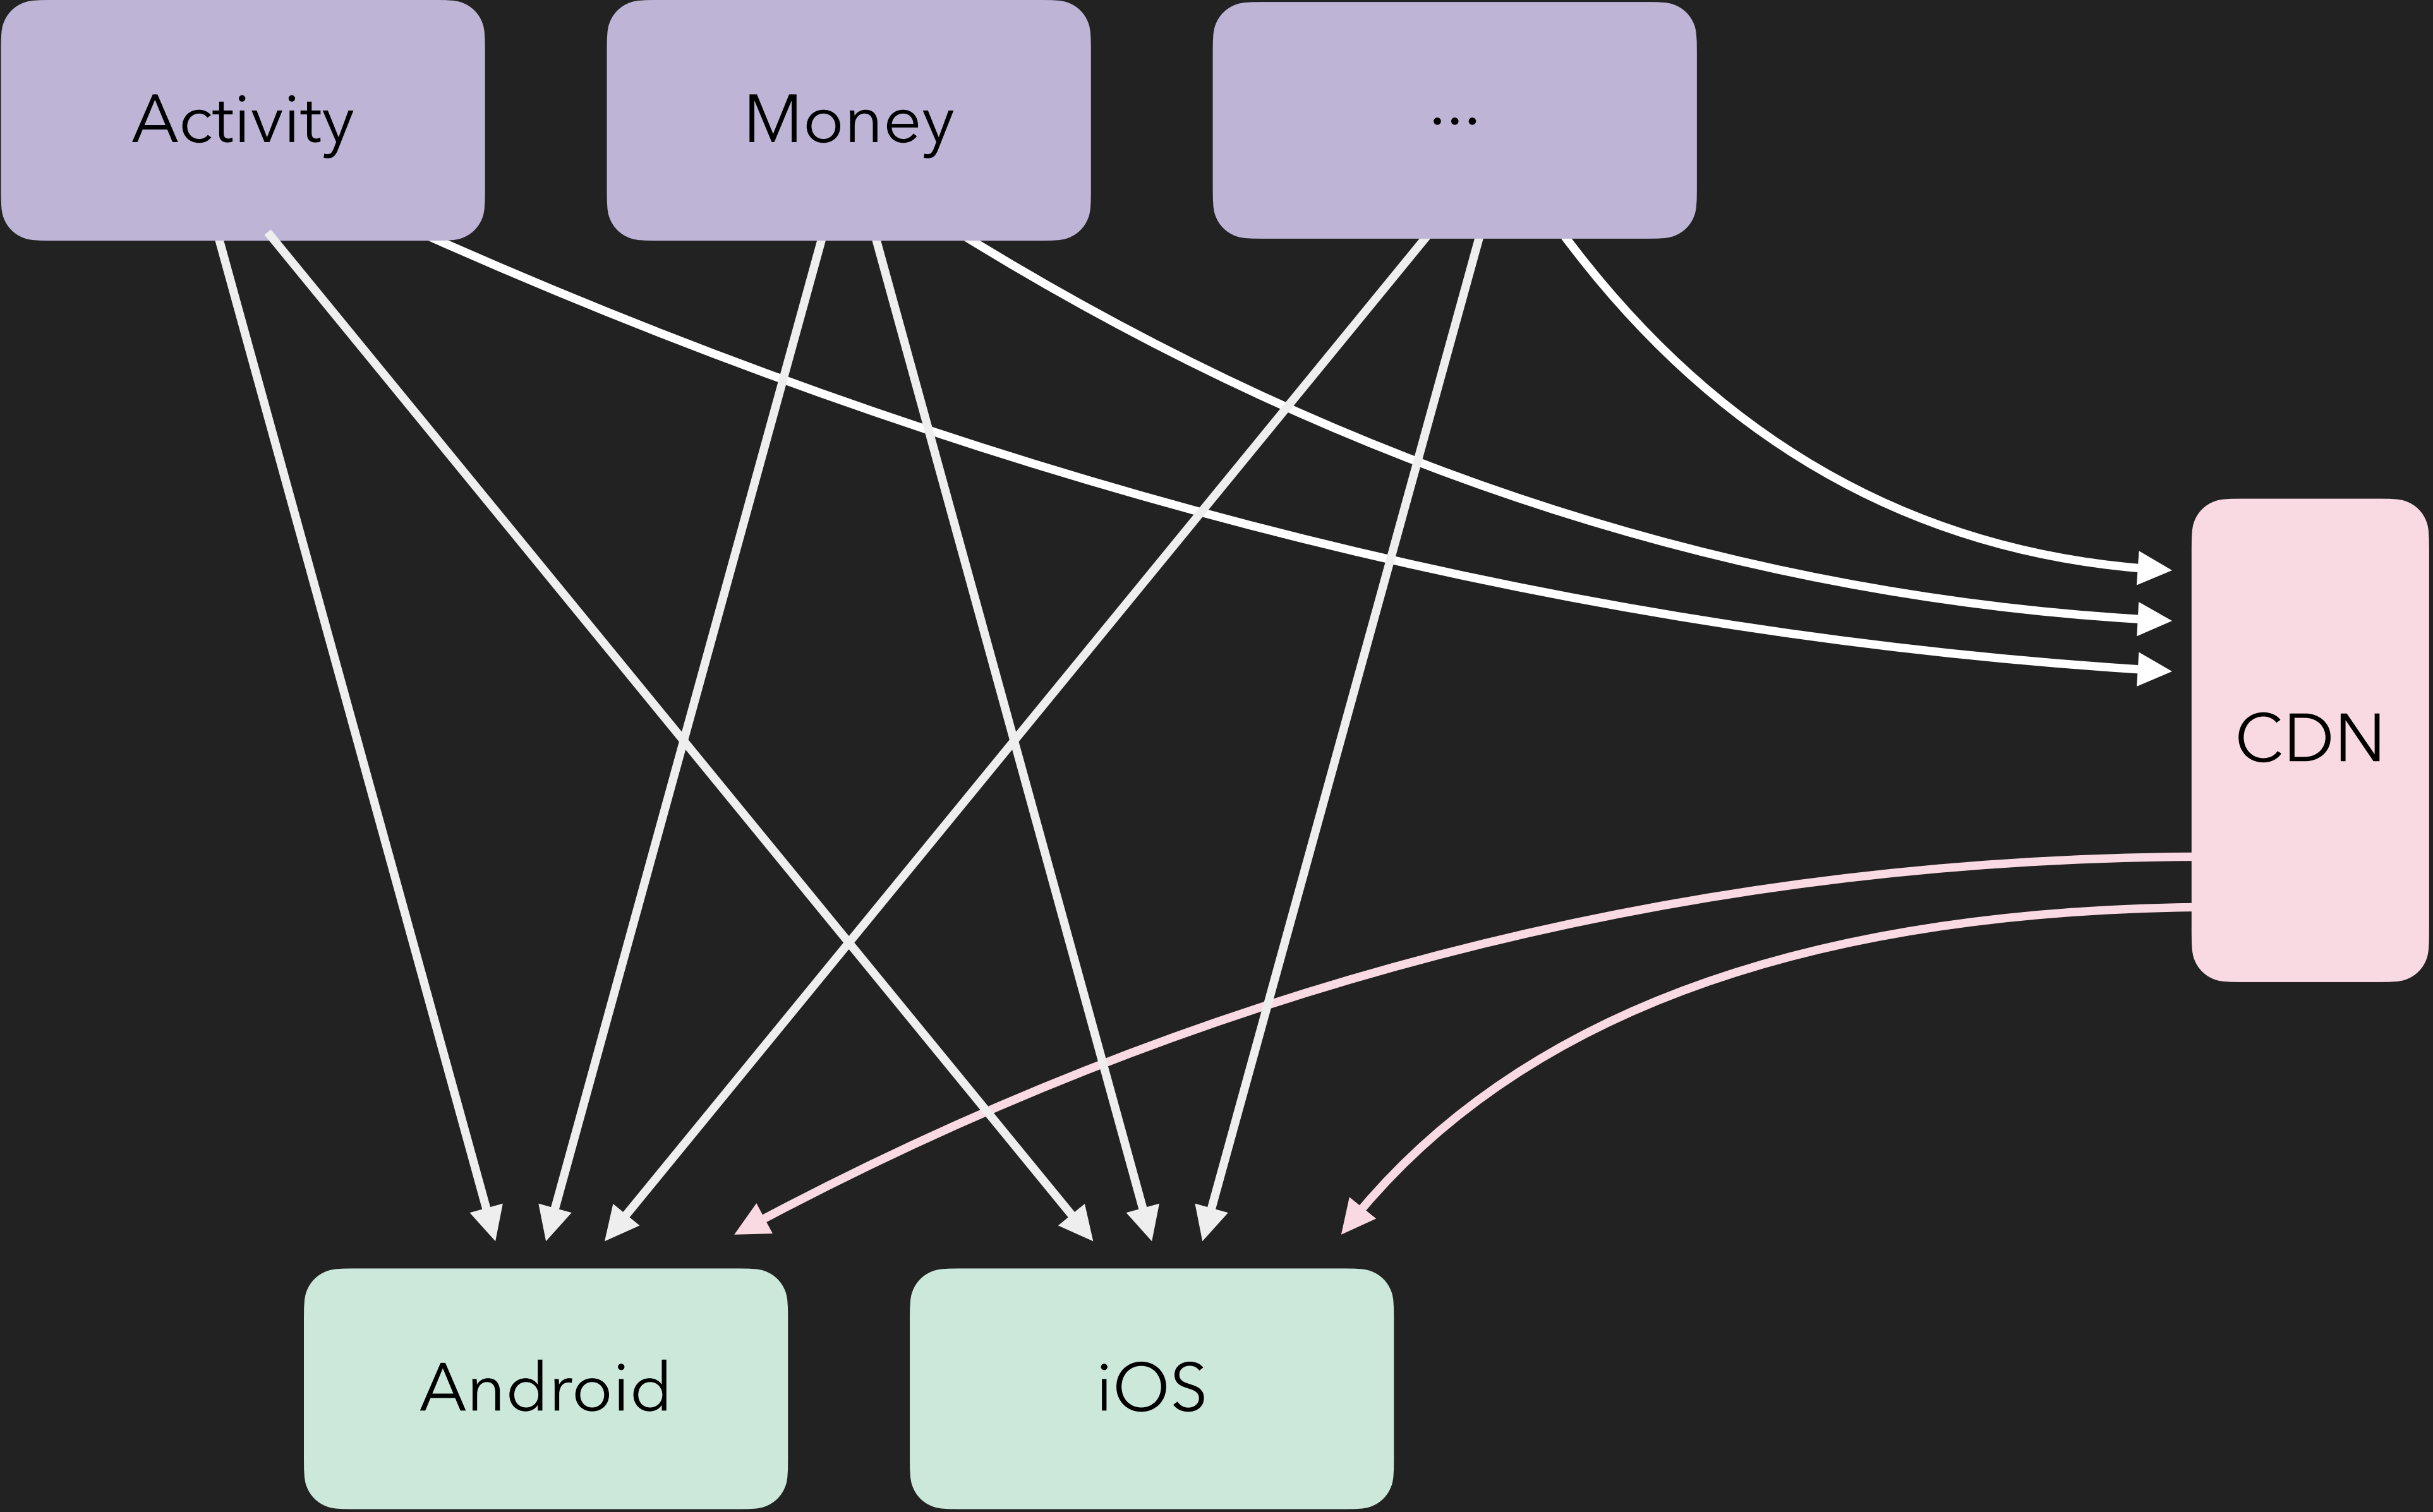 Activity
Money
...
CDN
Android
iOS